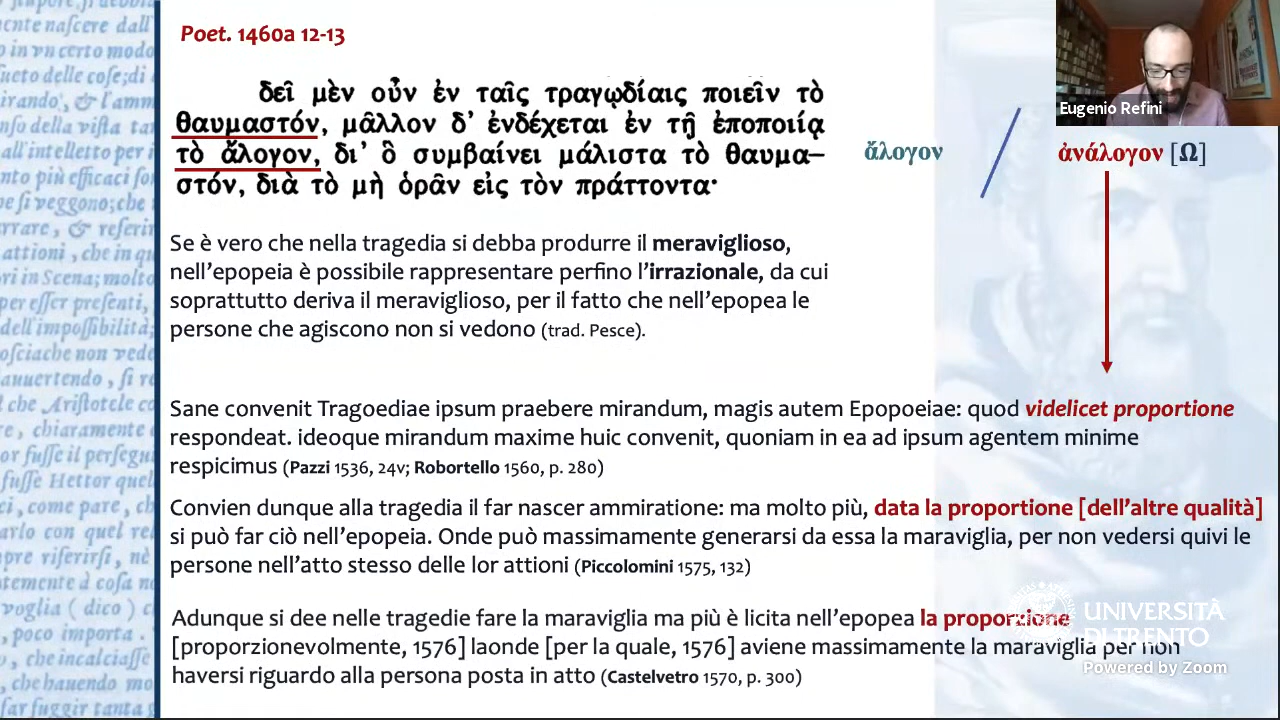 Poet. 1460a 12-13
δεῖ μὲν οὖν ἐν ταῖς τραγῳδίαις ποιεῖν τὸ
θαυμαστόν, μᾶλλον δ’ ἐνδέχεται ἐν τῇ ἐποποιίᾳ
τὸ ἄλογον, δι’ ὃ συμβαίνει μάλιστα τὸ θαυμα–
στόν, διὰ τὸ μὴ ὁρᾶν εἰς τὸν πράττοντα·
Eugenio Refini
ἄλογον
ἀνάλογον [Ω]
Se è vero che nella tragedia si debba produrre il meraviglioso,
nell’epopeia è possibile rappresentare perfino l’irrazionale, da cui
soprattutto deriva il meraviglioso, per il fatto che nell’epopea le
persone che agiscono non si vedono (trad. Pesce).
Sane convenit Tragoediae ipsum praebere mirandum, magis autem Epopoeiae: quod videlicet proportione
respondeat. ideoque mirandum maxime huic convenit, quoniam in ea ad ipsum agentem minime
respicimus (Pazzi 1536, 24v; Robortello 1560, p. 280)
Convien dunque alla tragedia il far nascer ammiratione: ma molto più, data la proportione [dell’altre qualità]
si può far ciò nell’epopeia. Onde può massimamente generarsi da essa la maraviglia, per non vedersi quivi le
persone nell’atto stesso delle lor attioni (Piccolomini 1575, 132)
Adunque si dee nelle tragedie fare la maraviglia ma più è licita nell’epopea la proporzione
[proporzionevolmente, 1576] laonde [per la quale, 1576] aviene massimamente la maraviglia per non
haversi riguardo alla persona posta in atto (Castelvetro 1570, p. 300)
UNIVERSITÀ
DI TRENTO
Powered by Zoom